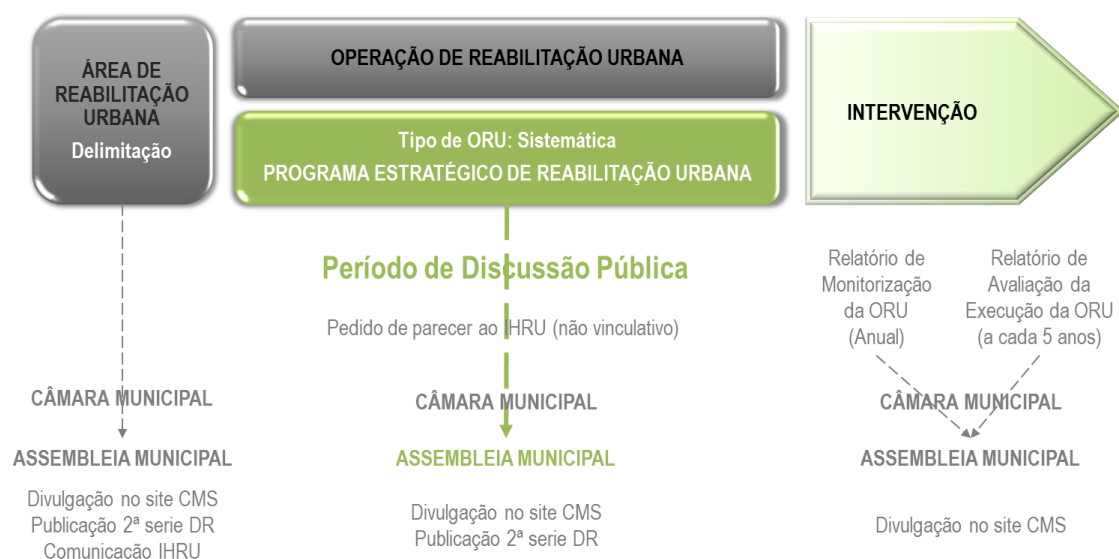 ÁREA DE
REABILITAÇÃO
URBANA
Delimitação
OPERAÇÃO DE REABILITAÇÃO URBANA
Tipo de ORU: Sistemática
PROGRAMA ESTRATÉGICO DE REABILITAÇÃO URBANA
INTERVENÇÃO
Período de Discussão Pública
Pedido de parecer ao IHRU (não vinculativo)
Relatório de
Monitorização
da ORU
(Anual)
Relatório de
Avaliação da
Execução da ORU
(a cada 5 anos)
CÂMARA MUNICIPAL
ASSEMBLEIA MUNICIPAL
Divulgação no site CMS
Publicação 2ª serie DR
Comunicação IHRU
CÂMARA MUNICIPAL
ASSEMBLEIA MUNICIPAL
Divulgação no site CMS
Publicação 2ª serie DR
CÂMARA MUNICIPAL
ASSEMBLEIA MUNICIPAL
Divulgação no site CMS